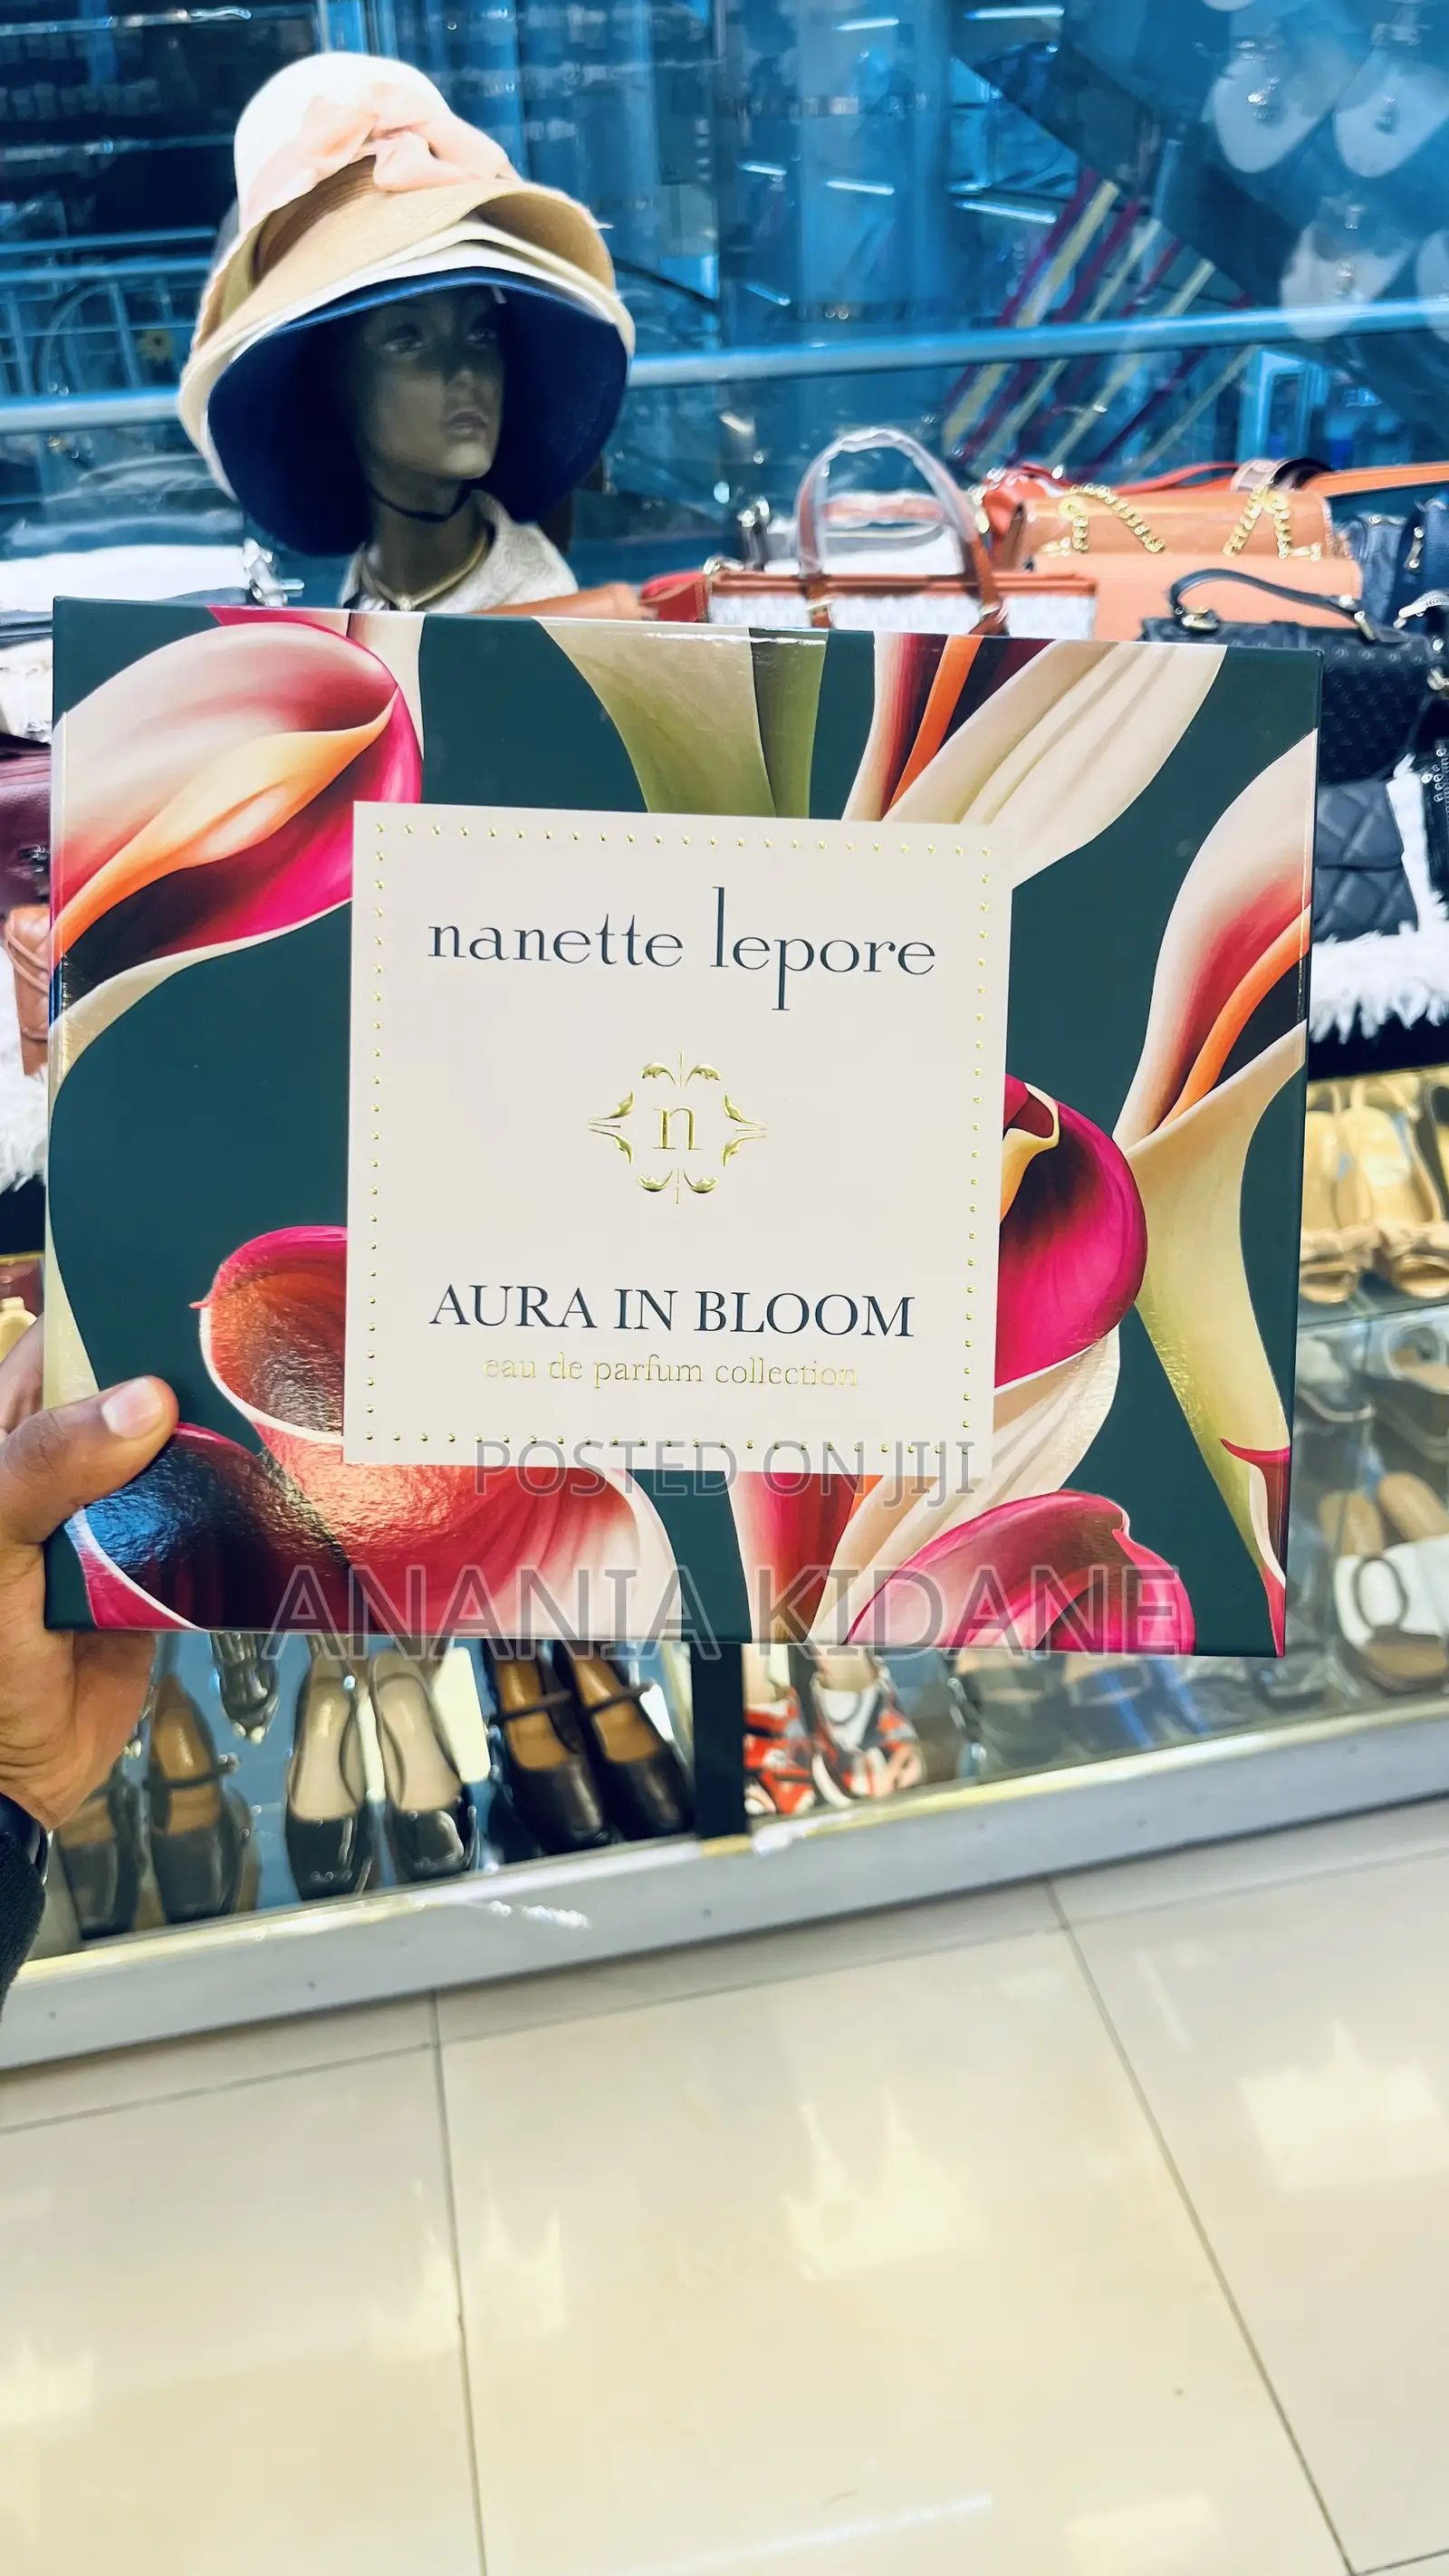 nanette lepore
n
AURA IN BLOOM
eau de parfum collection
POSTED ON JIJI
ANANIA KIDANE